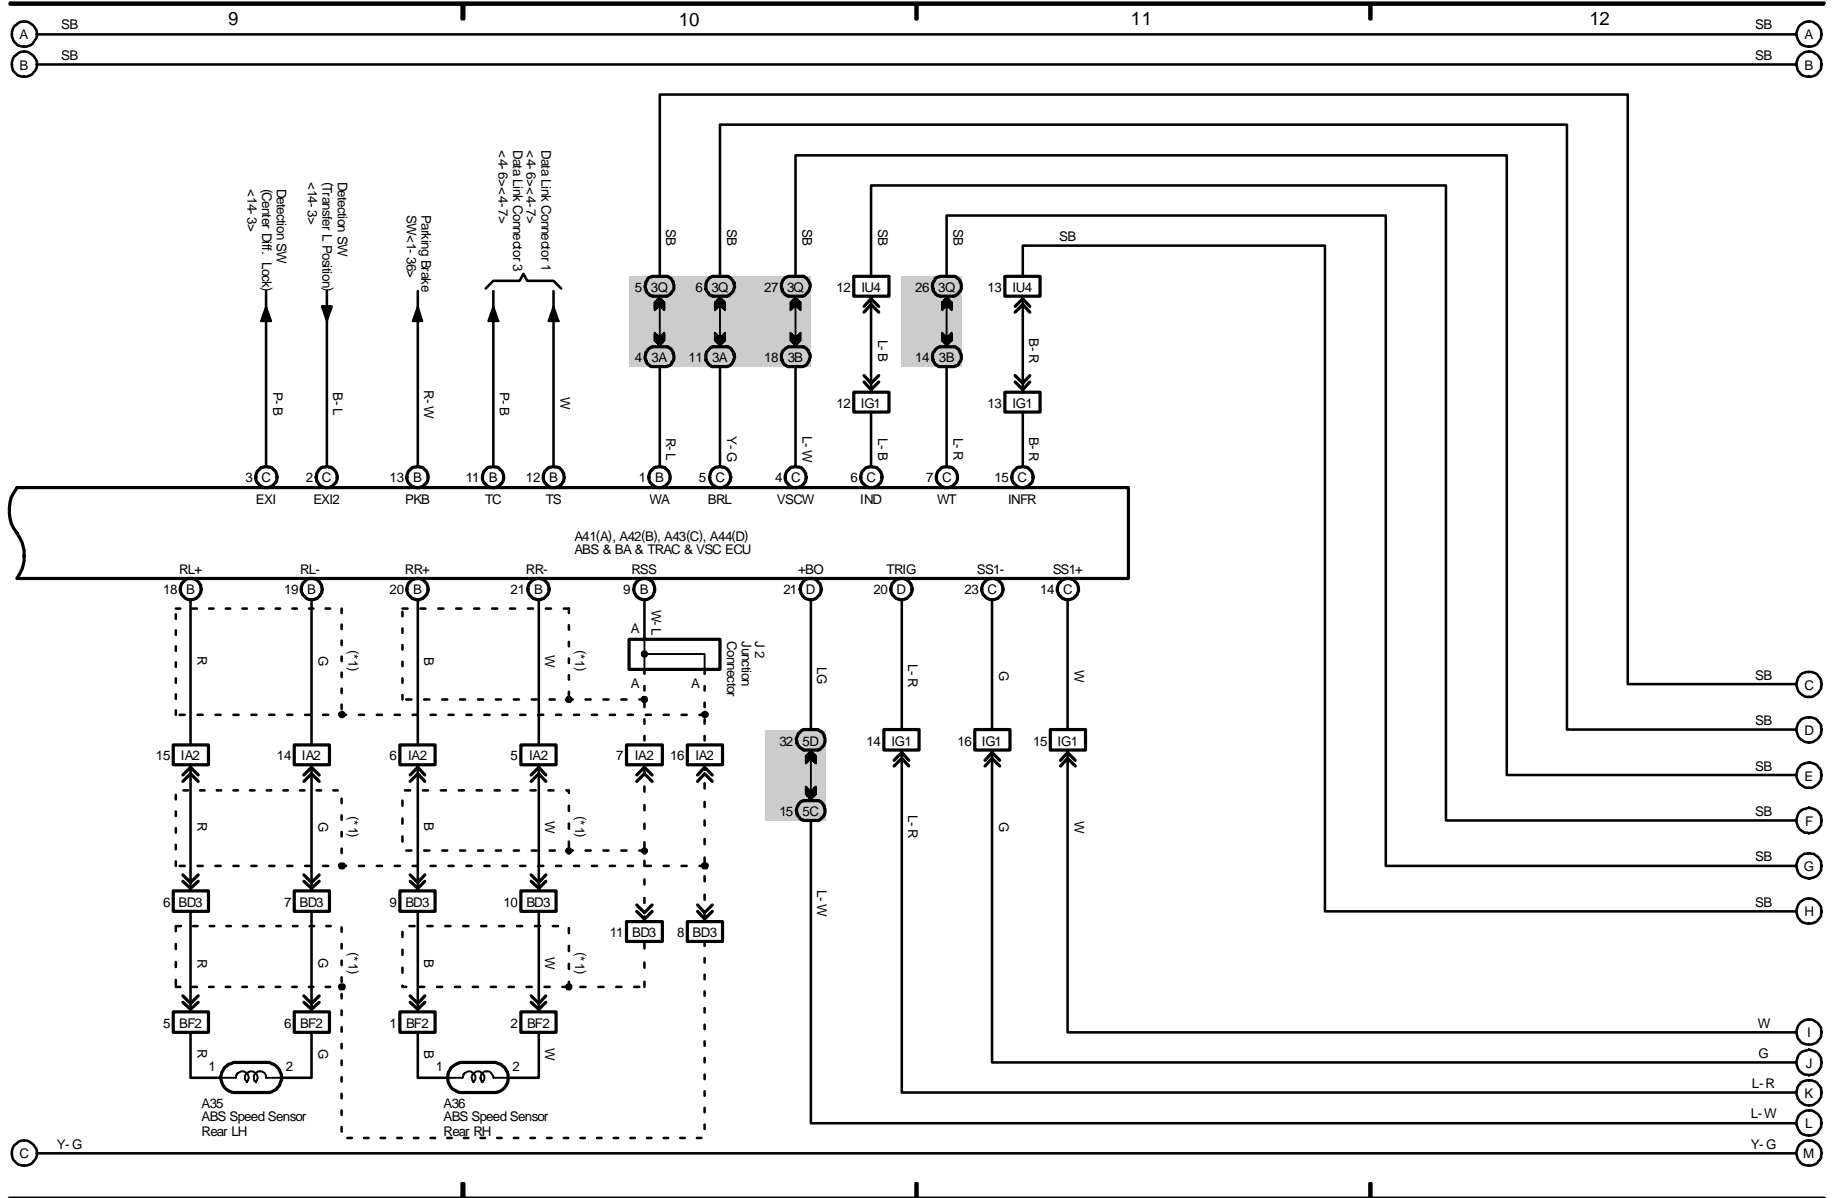 9
10
11
12
A
SB
SB
A
B
SB
SB
B
Detection SW
(Center Diff. Lock)
<14-3>
Detection SW
(Transfer L Position)
<14-3>
Parking Brake
SW<1-36>
Data Link Connector 1
<4-6><4-7>
Data Link Connector 3
<4-6><4-7>
SB
SB
SB
SB
SB
SB
5 3Q
6 3Q
27 3Q
12 IU4
26 3Q
13 IU4
L-B
B-R
4 3A
11 3A
18 3B
14 3B
12 IG1
13 IG1
P-B
B-L
R-W
P-B
W
R-L
Y-G
L-W
L-B
L-R
B-R
3 C
2 C
13 B
11 B
12 B
1 B
5 C
4 C
6 C
7 C
15 C
EXI
EXI2
PKB
TC
TS
WA
BRL
VSCW
IND
WT
INFR
A41(A), A42(B), A43(C), A44(D)
ABS & BA & TRAC & VSC ECU
RL+
RL-
RR+
RR-
RSS
+BO
TRIG
SS1-
SS1+
18 B
19 B
20 B
21 B
9 B
21 D
20 D
23 C
14 C
W-L
A
J 2
Junction
Connector
A
A
R
G
(*1)
B
W
(*1)
LG
L-R
G
W
SB
C
SB
D
15 IA2
14 IA2
6 IA2
5 IA2
7 IA2
16 IA2
32 5D
14 IG1
16 IG1
15 IG1
SB
E
15 5C
R
G
(*1)
B
W
(*1)
L-R
G
W
SB
F
SB
G
6 BD3
7 BD3
9 BD3
10 BD3
L-W
SB
H
11 BD3
8 BD3
R
G
(*1)
B
W
(*1)
5 BF2
6 BF2
1 BF2
2 BF2
W
I
R
1
2
G
B
1
2
W
G
J
L-R
K
A35
ABS Speed Sensor
Rear LH
A36
ABS Speed Sensor
Rear RH
L-W
L
C
Y-G
Y-G
M